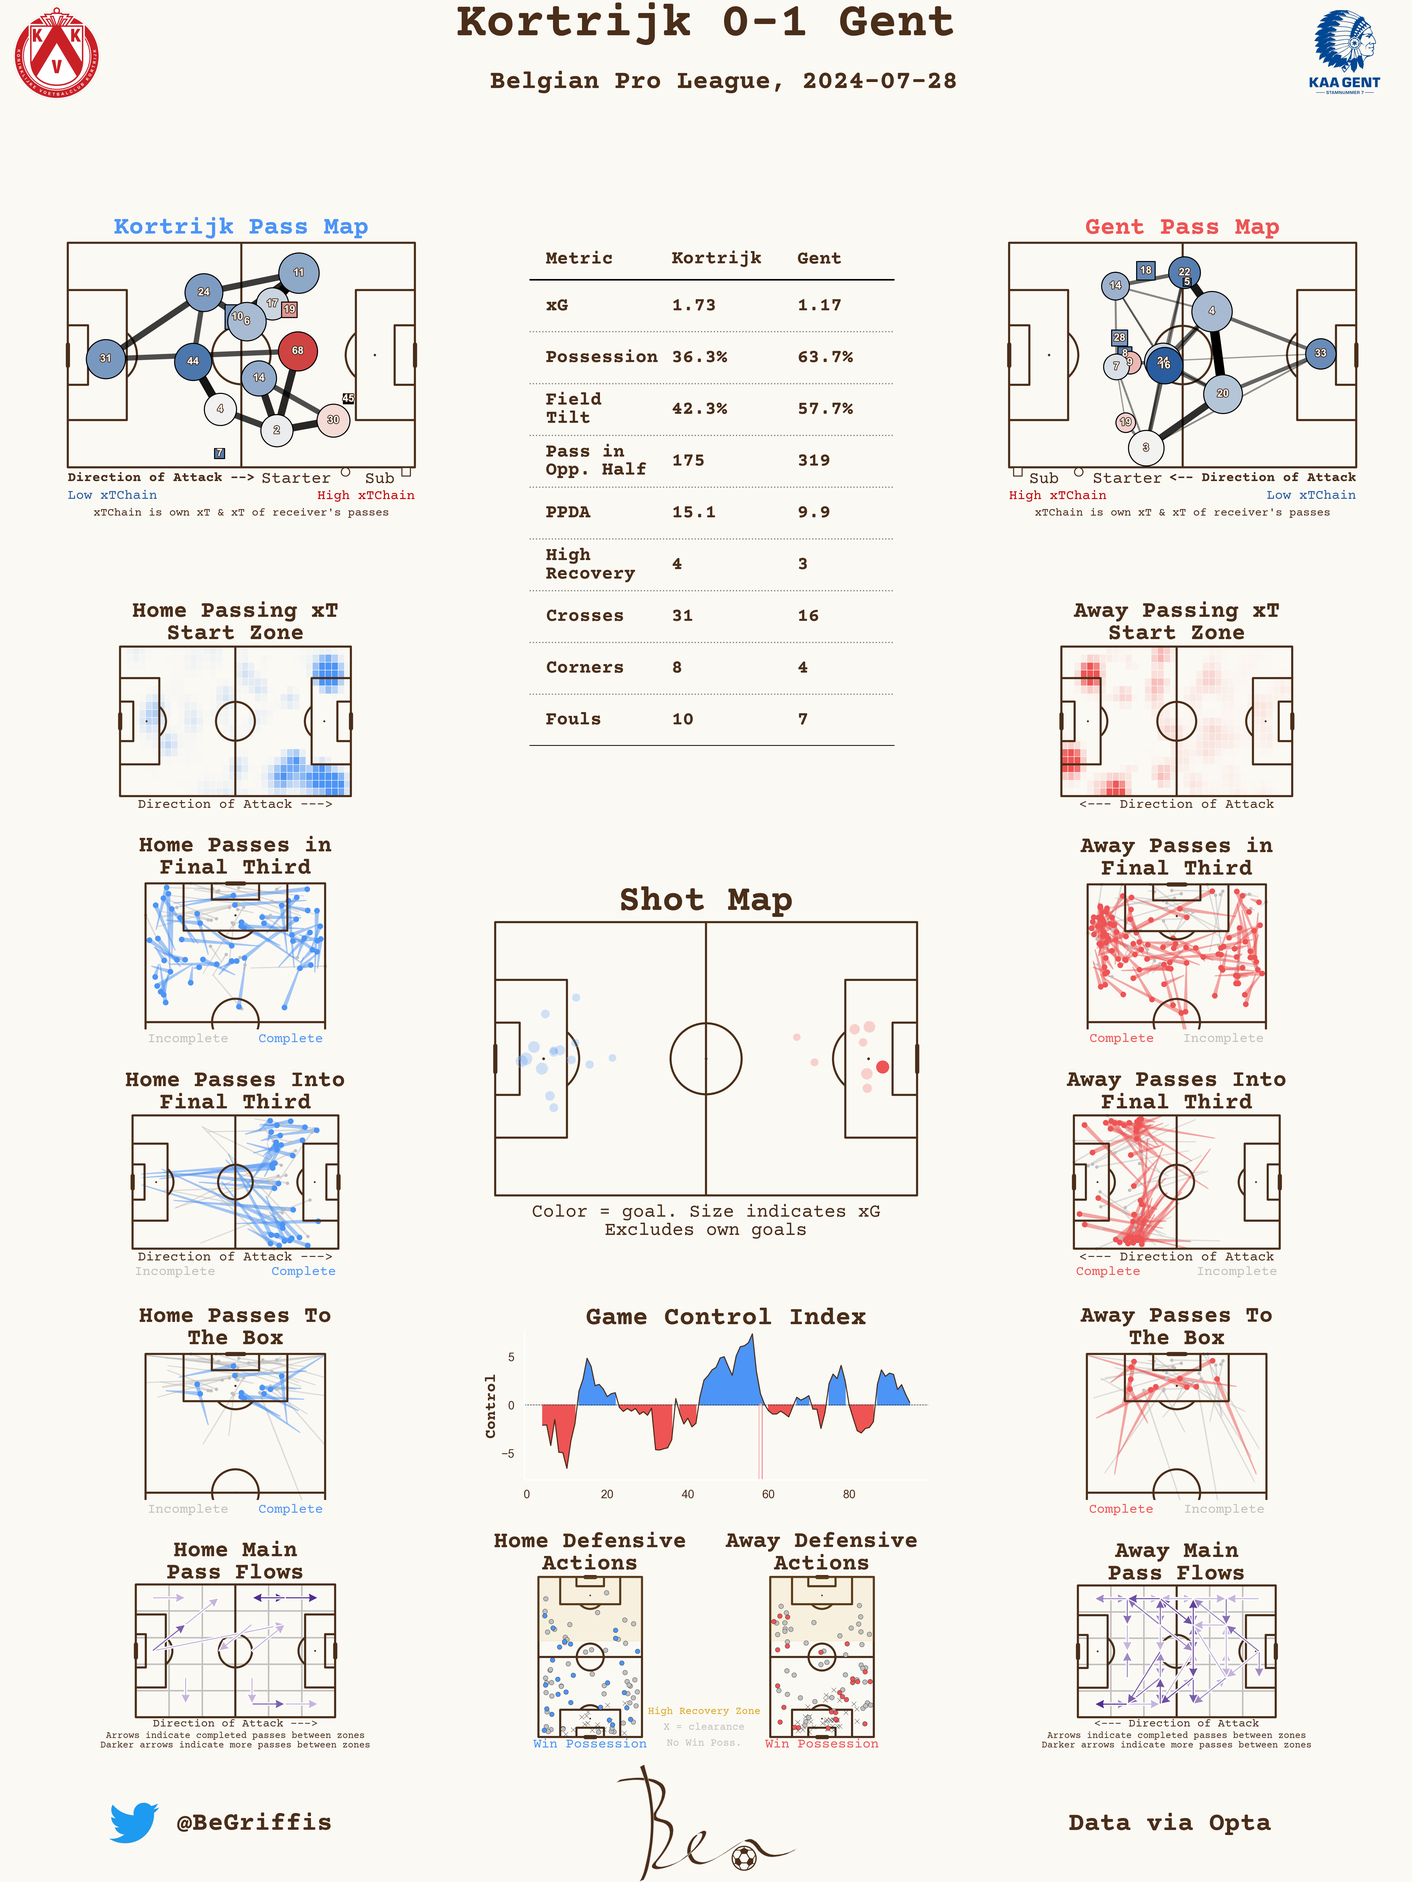 Kortrijk 0-1 Gent
Belgian Pro League, 2024-07-28
K K
V
KAA GENT
STAMNUMMER 7
Kortrijk Pass Map
11
24
17
19
10
6
31
44
68
14
4
45
2
30
7
Direction of Attack --> Starter Sub
Low xTChain High xTChain
xTChain is own xT & xT of receiver's passes
Metric Kortrijk Gent
xG 1.73 1.17
Possession 36.3% 63.7%
Field
Tilt 42.3% 57.7%
Pass in
Opp. Half 175 319
PPDA 15.1 9.9
High
Recovery 4 3
Crosses 31 16
Corners 8 4
Fouls 10 7
Gent Pass Map
18
22
5
14
4
28
8
9
24
16
7
33
20
19
3
Sub Starter <-- Direction of Attack
High xTChain Low xTChain
xTChain is own xT & xT of receiver's passes
Home Passing xT
Start Zone
Direction of Attack --->
Away Passing xT
Start Zone
<--- Direction of Attack
Home Passes in
Final Third
Incomplete Complete
Away Passes in
Final Third
Complete Incomplete
Shot Map
Color = goal. Size indicates xG
Excludes own goals
Home Passes Into
Final Third
Direction of Attack --->
Incomplete Complete
Away Passes Into
Final Third
<--- Direction of Attack
Complete Incomplete
Home Passes To
The Box
Incomplete Complete
Game Control Index
Control
5
0
−5
0 20 40 60 80
Away Passes To
The Box
Complete Incomplete
Home Main
Pass Flows
Direction of Attack --->
Arrows indicate completed passes between zones
Darker arrows indicate more passes between zones
Home Defensive
Actions
Win Possession
High Recovery Zone
X = clearance
No Win Poss.
Away Defensive
Actions
Win Possession
Away Main
Pass Flows
<--- Direction of Attack
Arrows indicate completed passes between zones
Darker arrows indicate more passes between zones
@BeGriffis
Ben
Data via Opta